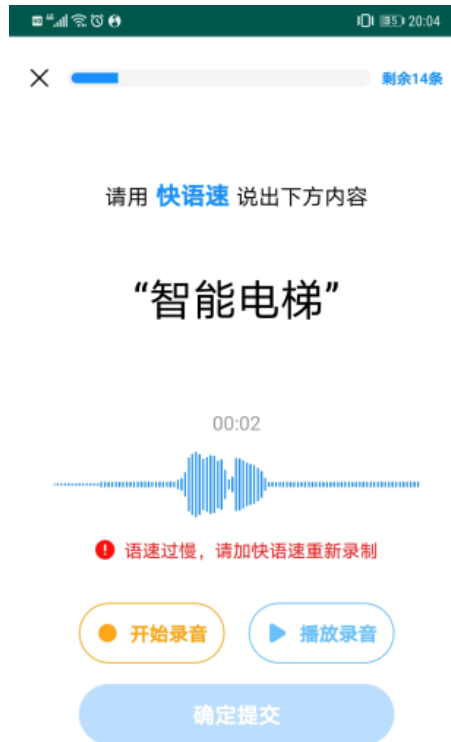 20:04
剩余14条
请用 快语速 说出下方内容
“智能电梯”
00:02
语速过慢，请加快语速重新录制
开始录音
播放录音
确定提交